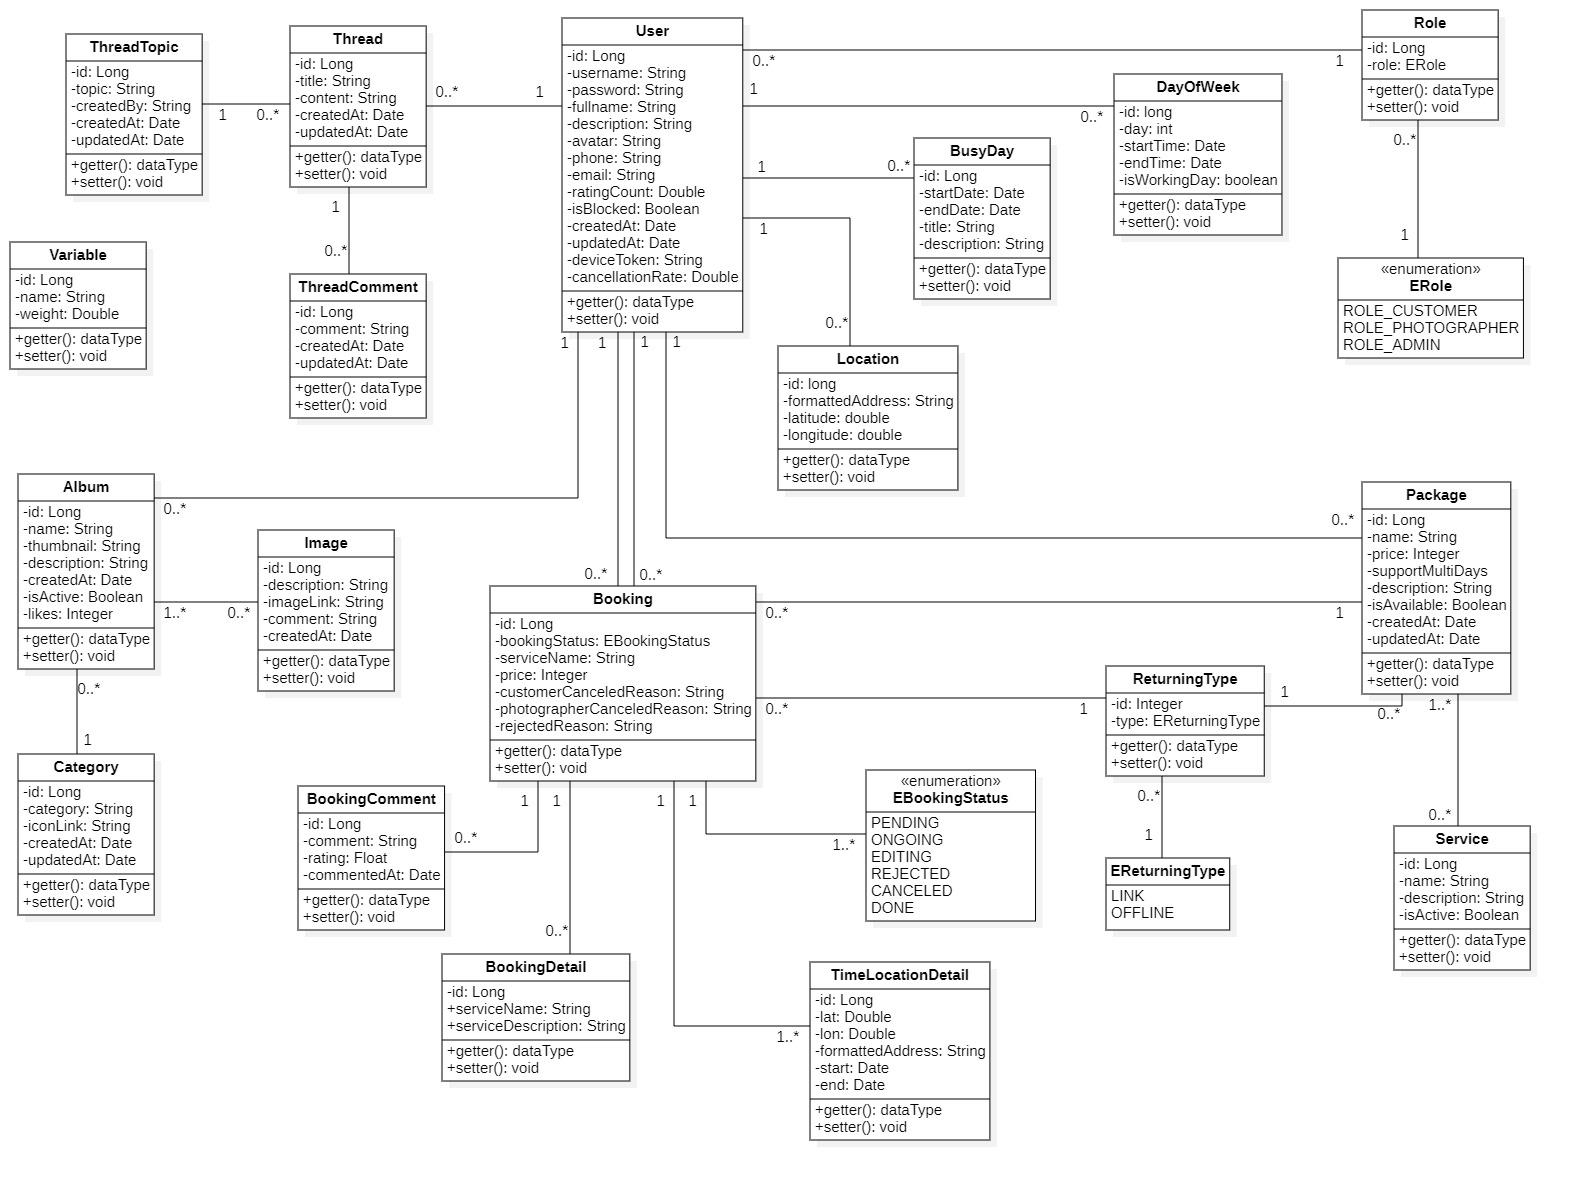 ThreadTopic
-id: Long
-topic: String
-createdBy: String
-createdAt: Date
-updatedAt: Date
+getter(): dataType
+setter(): void
1
0..*
Thread
-id: Long
-title: String
-content: String
-createdAt: Date
-updatedAt: Date
+getter(): dataType
+setter(): void
0..*
1
1
0..*
User
-id: Long
-username: String
-password: String
-fullname: String
-description: String
-avatar: String
-phone: String
-email: String
-ratingCount: Double
-isBlocked: Boolean
-createdAt: Date
-updatedAt: Date
-deviceToken: String
-cancellationRate: Double
+getter(): dataType
+setter(): void
0..*
1
1
0..*
1
0..*
1
0..*
1
1
1
1
Role
-id: Long
-role: ERole
+getter(): dataType
+setter(): void
0..*
1
DayOfWeek
-id: long
-day: int
-startTime: Date
-endTime: Date
-isWorkingDay: boolean
+getter(): dataType
+setter(): void
BusyDay
-id: Long
-startDate: Date
-endDate: Date
-title: String
-description: String
+getter(): dataType
+setter(): void
Variable
-id: Long
-name: String
-weight: Double
+getter(): dataType
+setter(): void
ThreadComment
-id: Long
-comment: String
-createdAt: Date
-updatedAt: Date
+getter(): dataType
+setter(): void
«enumeration»
ERole
ROLE_CUSTOMER
ROLE_PHOTOGRAPHER
ROLE_ADMIN
Location
-id: long
-formattedAddress: String
-latitude: double
-longitude: double
+getter(): dataType
+setter(): void
Album
-id: Long
-name: String
-thumbnail: String
-description: String
-createdAt: Date
-isActive: Boolean
-likes: Integer
+getter(): dataType
+setter(): void
0..*
1..*
0..*
0..*
1
Image
-id: Long
-description: String
-imageLink: String
-comment: String
-createdAt: Date
+getter(): dataType
+setter(): void
0..*
0..*
Booking
-id: Long
-bookingStatus: EBookingStatus
-serviceName: String
-price: Integer
-customerCanceledReason: String
-photographerCanceledReason: String
-rejectedReason: String
+getter(): dataType
+setter(): void
0..*
1
0..*
1
1
1
1
1
0..*
Package
-id: Long
-name: String
-price: Integer
-supportMultiDays
-description: String
-isAvailable: Boolean
-createdAt: Date
-updatedAt: Date
+getter(): dataType
+setter(): void
1..*
0..*
ReturningType
-id: Integer
-type: EReturningType
+getter(): dataType
+setter(): void
1
0..*
0..*
1
Category
-id: Long
-category: String
-iconLink: String
-createdAt: Date
-updatedAt: Date
+getter(): dataType
+setter(): void
BookingComment
-id: Long
-comment: String
-rating: Float
-commentedAt: Date
+getter(): dataType
+setter(): void
0..*
«enumeration»
EBookingStatus
PENDING
ONGOING
EDITING
REJECTED
CANCELED
DONE
1..*
EReturningType
LINK
OFFLINE
Service
-id: Long
-name: String
-description: String
-isActive: Boolean
+getter(): dataType
+setter(): void
0..*
BookingDetail
-id: Long
+serviceName: String
+serviceDescription: String
+getter(): dataType
+setter(): void
1..*
TimeLocationDetail
-id: Long
-lat: Double
-lon: Double
-formattedAddress: String
-start: Date
-end: Date
+getter(): dataType
+setter(): void